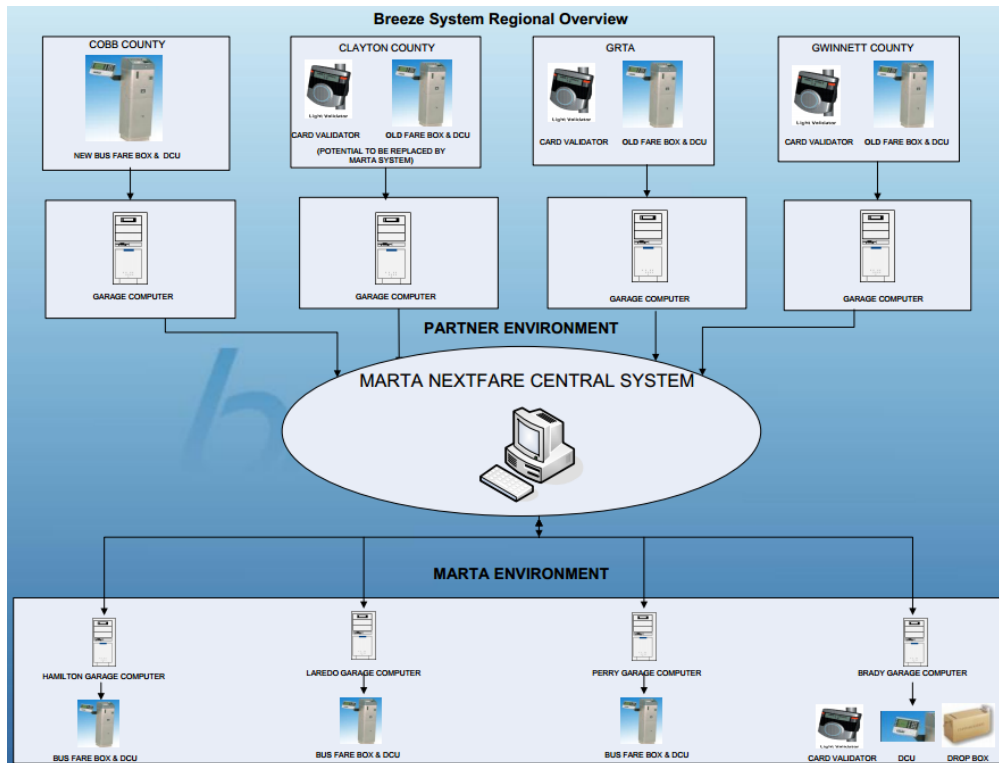 Breeze System Regional Overview
COBB COUNTY
NEW BUS FARE BOX & DCU
CLAYTON COUNTY
Light Validator
CARD VALIDATOR
OLD FARE BOX & DCU
(POTENTIAL TO BE REPLACED BY
MARTA SYSTEM)
GRTA
Light Validator
CARD VALIDATOR
OLD FARE BOX & DCU
GWINNETT COUNTY
Light Validator
CARD VALIDATOR
OLD FARE BOX & DCU
GARAGE COMPUTER
GARAGE COMPUTER
GARAGE COMPUTER
GARAGE COMPUTER
PARTNER ENVIRONMENT
MARTA NEXTFARE CENTRAL SYSTEM
b
MARTA ENVIRONMENT
HAMILTON GARAGE COMPUTER
LAREDO GARAGE COMPUTER
PERRY GARAGE COMPUTER
BRADY GARAGE COMPUTER
BUS FARE BOX & DCU
BUS FARE BOX & DCU
BUS FARE BOX & DCU
Light Validator
CARD VALIDATOR
DCU
DROP BOX